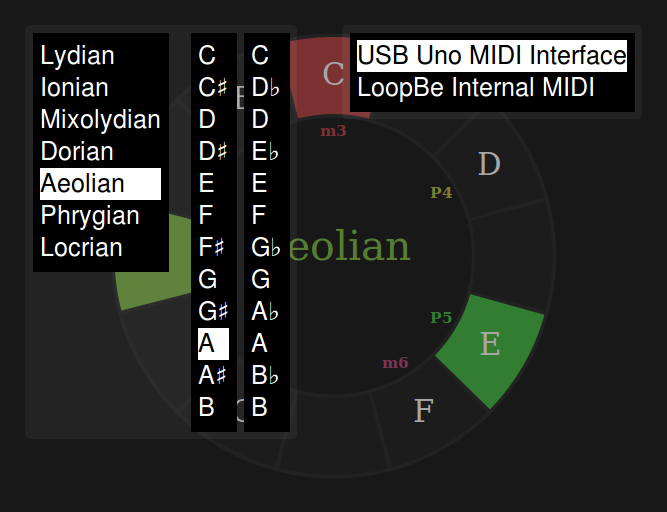 Lydian
Ionian
Mixolydian
Dorian
Aeolian
Phrygian
Locrian
C
C♯
D
D♯
E
F
F♯
G
G♯
A
A♯
B
C
D♭
D
E♭
E
F
G♭
G
A♭
A
B♭
B
USB Uno MIDI Interface
LoopBe Internal MIDI
C
m3
D
P4
eolian
P5
E
m6
F